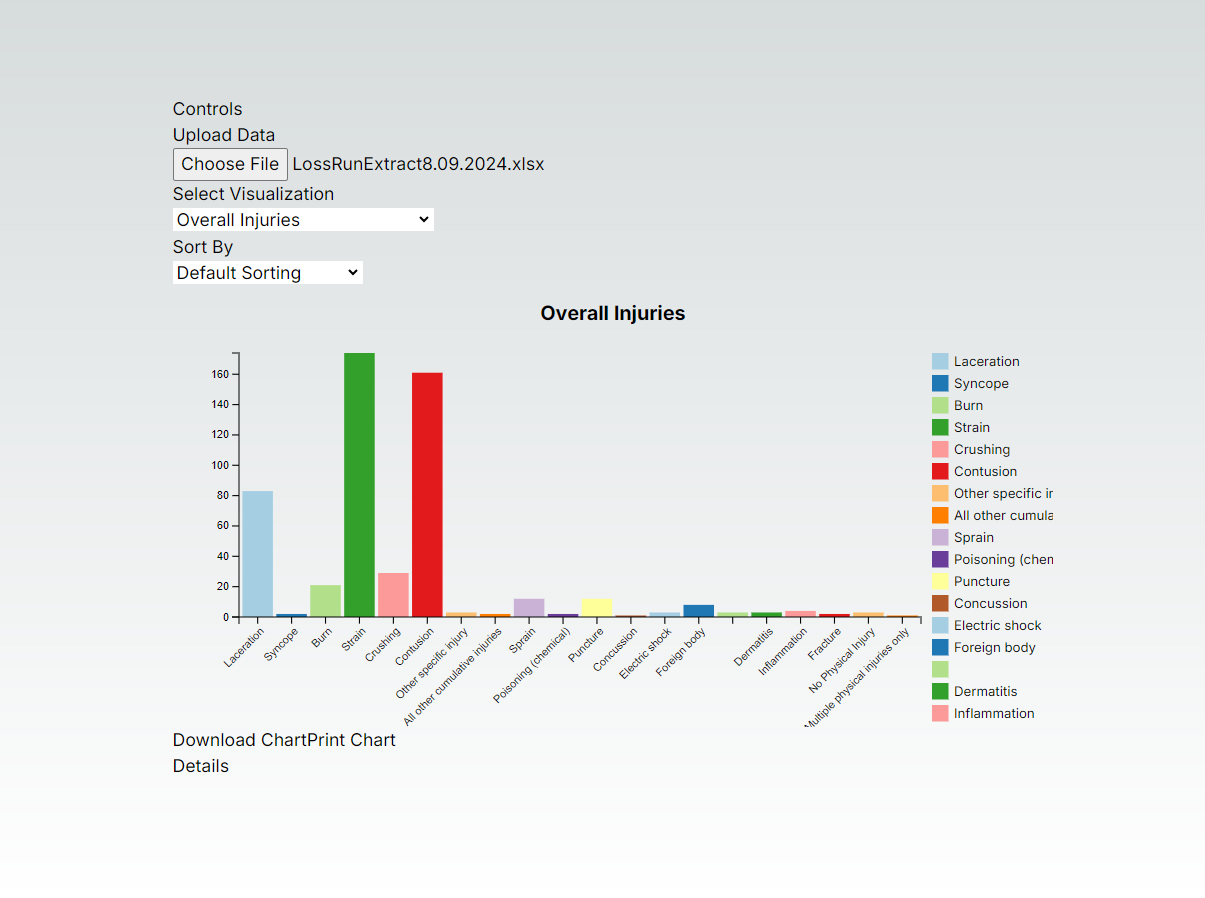 Controls
Upload Data
Choose File LossRunExtract8.09.2024.xlsx
Select Visualization
Overall Injuries
Sort By
Default Sorting
Overall Injuries
160
140
120
100
80
60
40
20
0
Laceration
Syncope
Burn
Strain
Crushing
Contusion
Other specific injury
All other cumulative injuries
Sprain
Poisoning (chemical)
Puncture
Concussion
Electric shock
Foreign body
Dermatitis
Inflammation
Fracture
No Physical Injury
Multiple physical injuries only
Laceration
Syncope
Burn
Strain
Crushing
Contusion
Other specific in
All other cumula
Sprain
Poisoning (chem
Puncture
Concussion
Electric shock
Foreign body
Dermatitis
Inflammation
Download ChartPrint Chart
Details